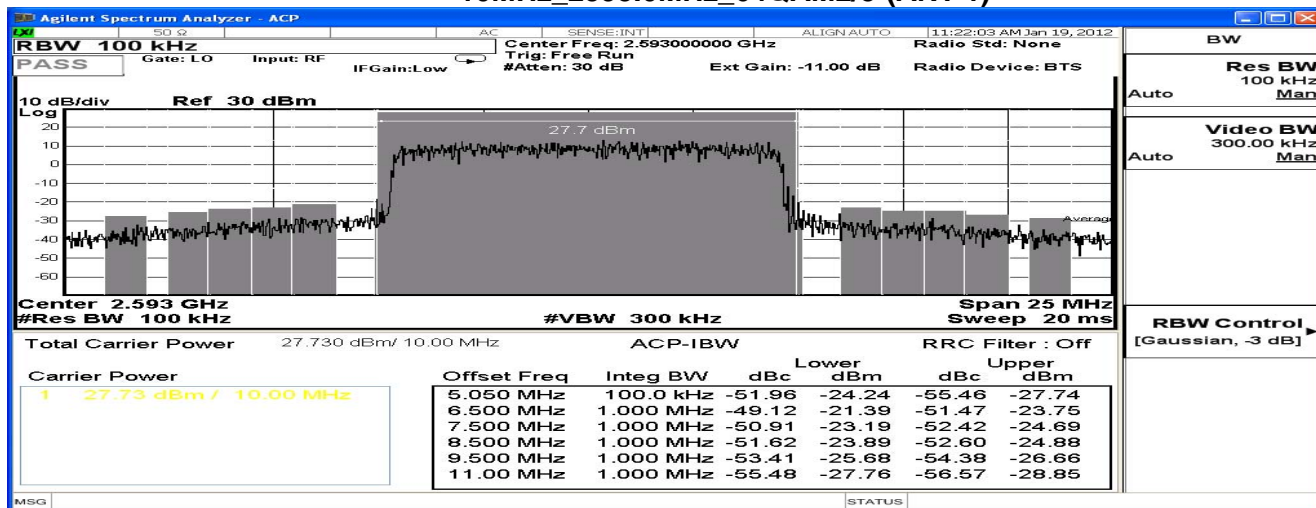 Agilent Spectrum Analyzer - ACP
LXI 50 Ω AC SENSE:INT ALIGN AUTO 11:22:03 AM Jan 19, 2012
RBW 100 kHz Center Freq: 2.593000000 GHz Radio Std: None
PASS Gate: LO Input: RF IFGain:Low Trig: Free Run
#Atten: 30 dB Ext Gain: -11.00 dB Radio Device: BTS
10 dB/div Ref 30 dBm
Log
20
10
0
-10
-20
-30
-40
-50
-60
27.7 dBm
Average
Center 2.593 GHz Span 25 MHz
#Res BW 100 kHz #VBW 300 kHz Sweep 20 ms
Total Carrier Power 27.730 dBm/ 10.00 MHz ACP-IBW RRC Filter : Off
Lower Upper
Carrier Power Offset Freq Integ BW dBc dBm dBc dBm
1 27.73 dBm / 10.00 MHz
5.050 MHz 100.0 kHz -51.96 -24.24 -55.46 -27.74
6.500 MHz 1.000 MHz -49.12 -21.39 -51.47 -23.75
7.500 MHz 1.000 MHz -50.91 -23.19 -52.42 -24.69
8.500 MHz 1.000 MHz -51.62 -23.89 -52.60 -24.88
9.500 MHz 1.000 MHz -53.41 -25.68 -54.38 -26.66
11.00 MHz 1.000 MHz -55.48 -27.76 -56.57 -28.85
MSG STATUS
BW
Res BW
100 kHz
Auto Man
Video BW
300.00 kHz
Auto Man
RBW Control
[Gaussian, -3 dB]